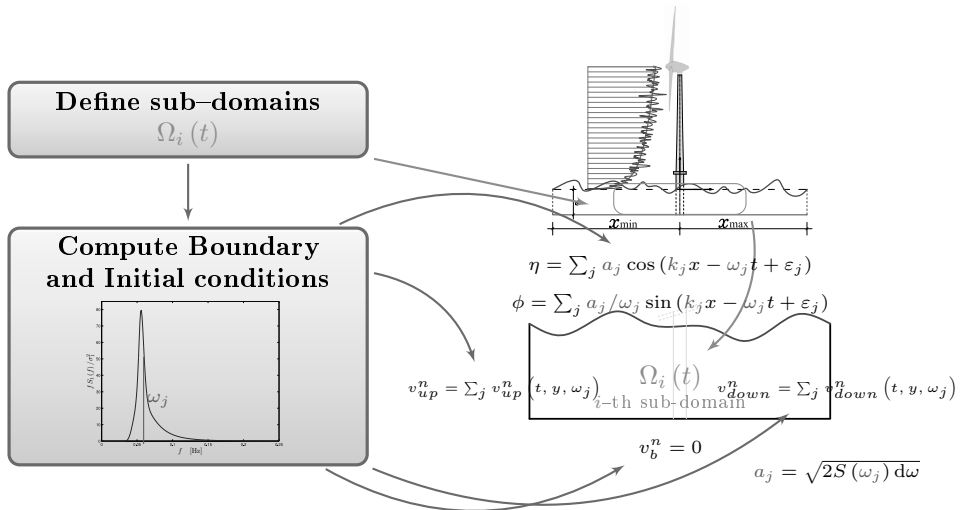 Define sub–domains
Ω_i (t)
x_min x_max
Compute Boundary
and Initial conditions
η = ∑_j a_j cos (k_j x − ω_j t + ε_j)
ϕ = ∑_j a_j/ω_j sin (k_j x − ω_j t + ε_j)
ω_j
f [Hz]
Ω_i (t)
v^n_up = ∑_j v^n_up (t, y, ω_j)
v^n_down = ∑_j v^n_down (t, y, ω_j)
i–th sub–domain
v^n_b = 0
a_j = √2S (ω_j) dω